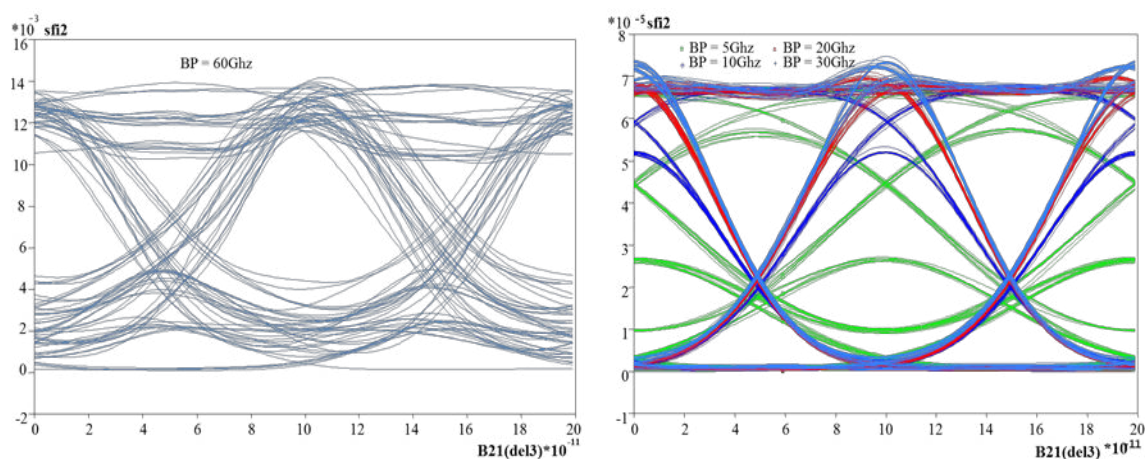 *10 -3 sfi2
16
14
12
10
8
6
4
2
0
-2
BP = 60Ghz
0 2 4 6 8 10 12 14 16 18 20
B21(del3)*10 -11
*10 -5 sfi2
8
7
6
5
4
3
2
1
0
-1
BP = 5Ghz BP = 20Ghz
BP = 10Ghz BP = 30Ghz
0 2 4 6 8 10 12 14 16 18 20
B21(del3) *10 -11